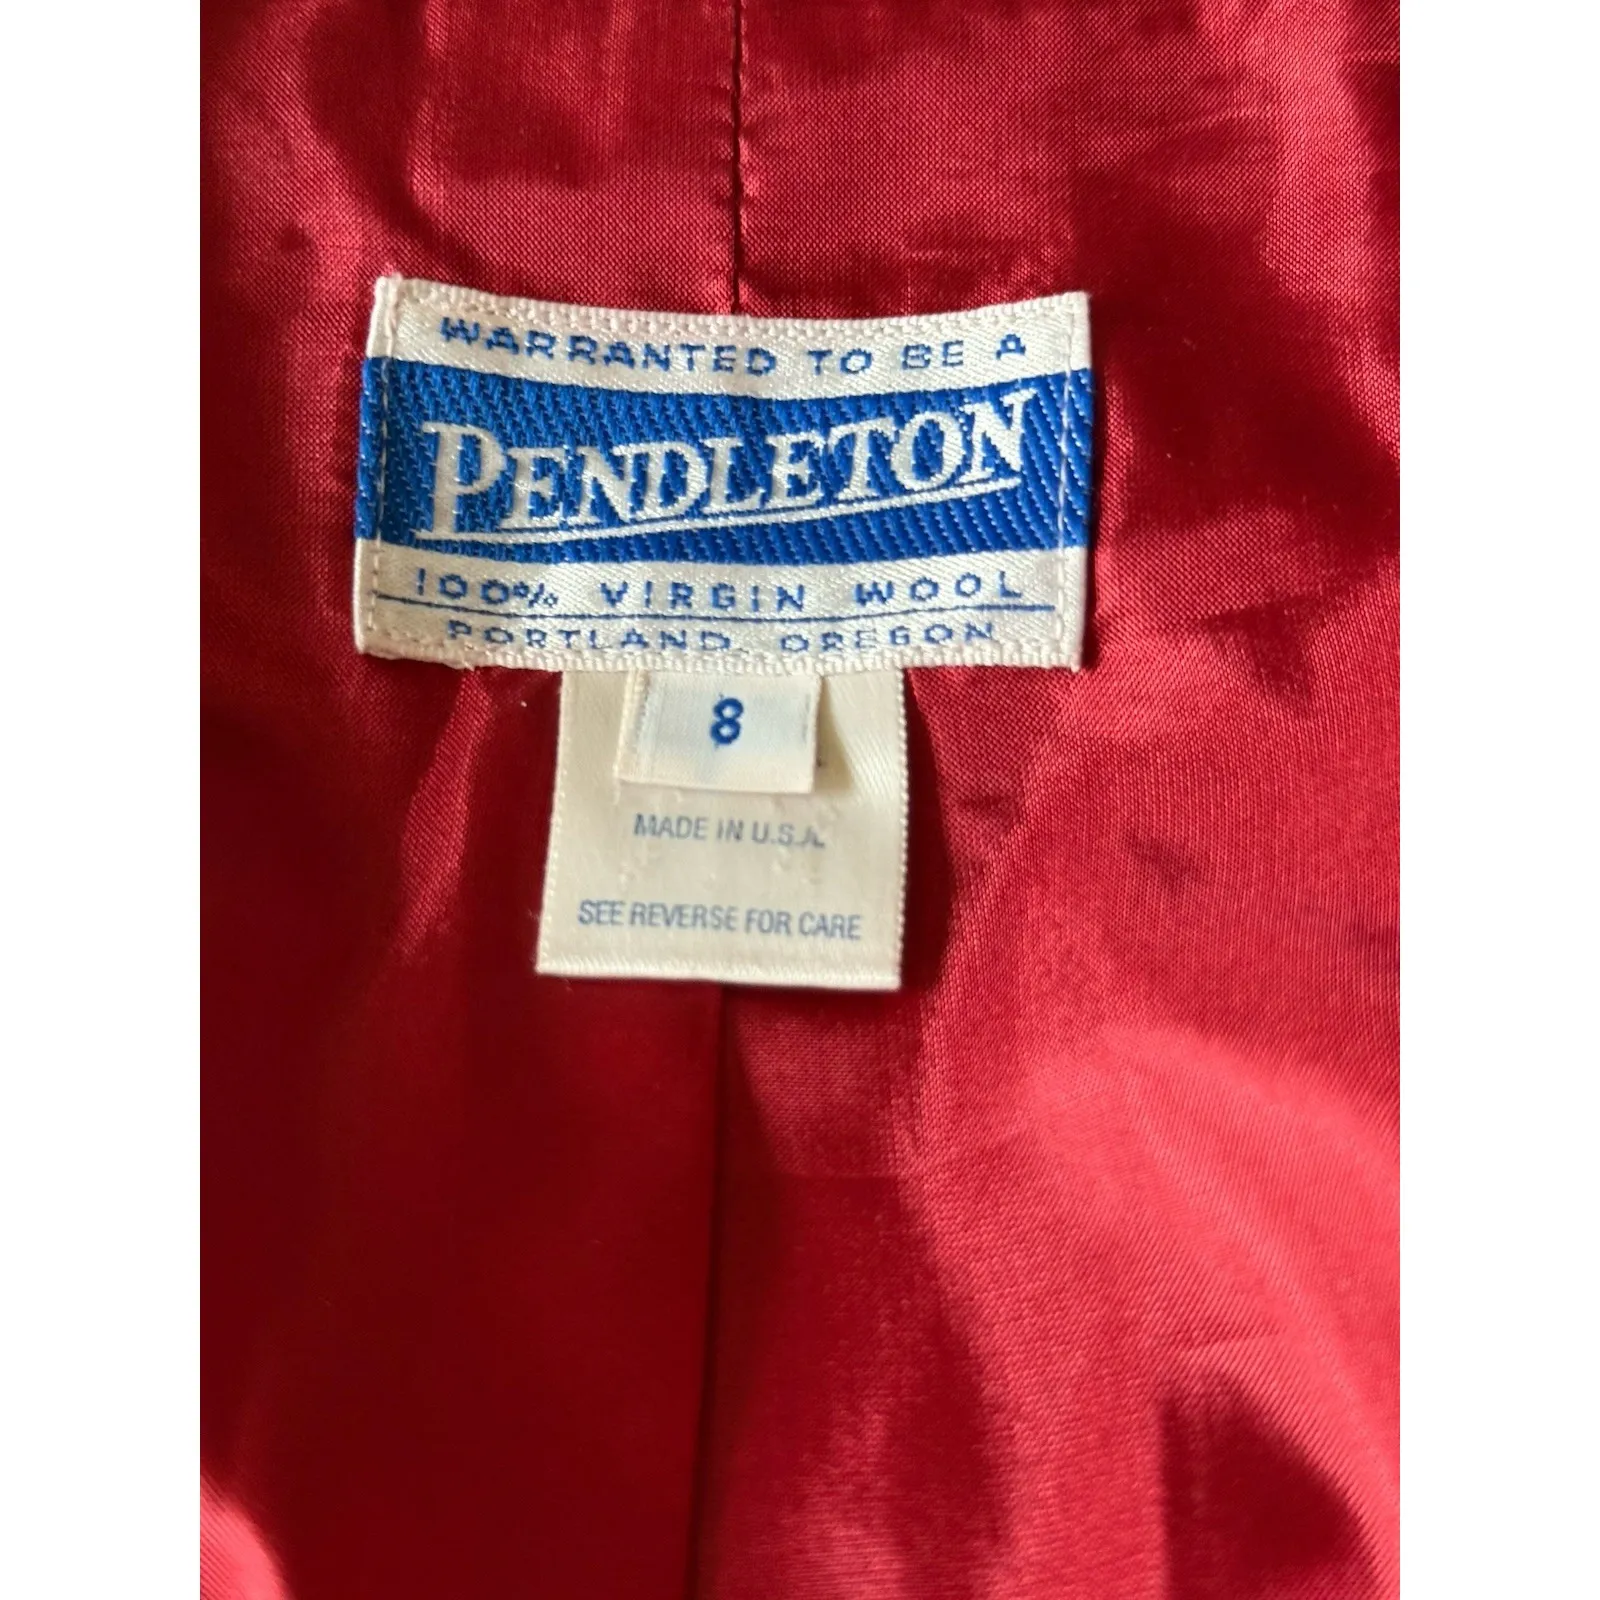 WARRANTED TO BE A
PENDLETON
100% VIRGIN WOOL
PORTLAND, OREGON
8
MADE IN U.S.A.
SEE REVERSE FOR CARE